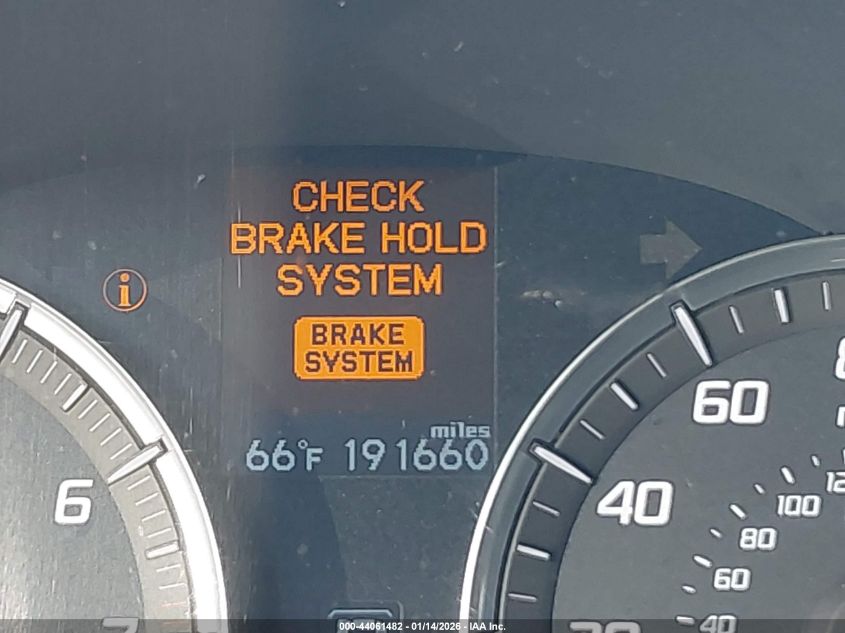 CHECK
BRAKE HOLD
SYSTEM
i
BRAKE
SYSTEM
miles
66°F 191660
6
60
40
100
80
60
40
000-44061482 - 01/14/2026 - IAA Inc.